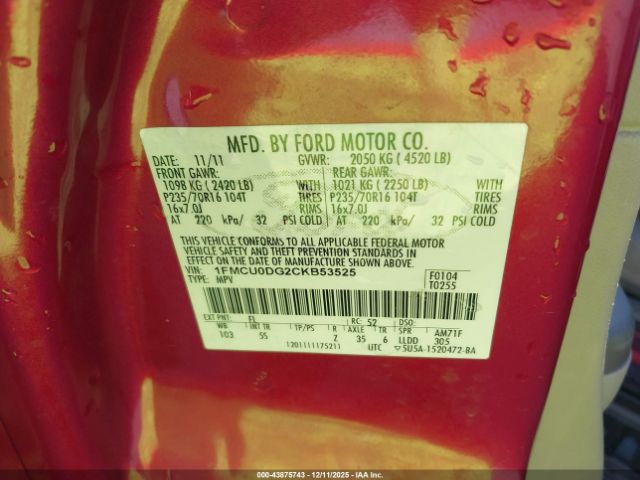 MFD. BY FORD MOTOR CO.
DATE: 11/11 GVWR: 2050 KG ( 4520 LB)
FRONT GAWR: REAR GAWR:
1098 KG ( 2420 LB) WITH 1021 KG ( 2250 LB) WITH
P235/70R16 104T TIRES P235/70R16 104T TIRES
16x7.0J RIMS 16x7.0J RIMS
AT 220 kPa/ 32 PSI COLD AT 220 kPa/ 32 PSI COLD
THIS VEHICLE CONFORMS TO ALL APPLICABLE FEDERAL MOTOR
VEHICLE SAFETY AND THEFT PREVENTION STANDARDS IN
EFFECT ON THE DATE OF MANUFACTURE SHOWN ABOVE.
VIN: 1FMCU0DG2CKB53525 F0104
TYPE: MPV T0255
EXT PNT: FL RC: 52 DSO:
WB INT TR TP/PS R AXLE TR SPR AM71F
103 55 Z 35 6 LLDD 305
1201111175211 UTC ▽5U5A-1520472-BA
000 - 43875743 - 12/11/2025 - IAA Inc.